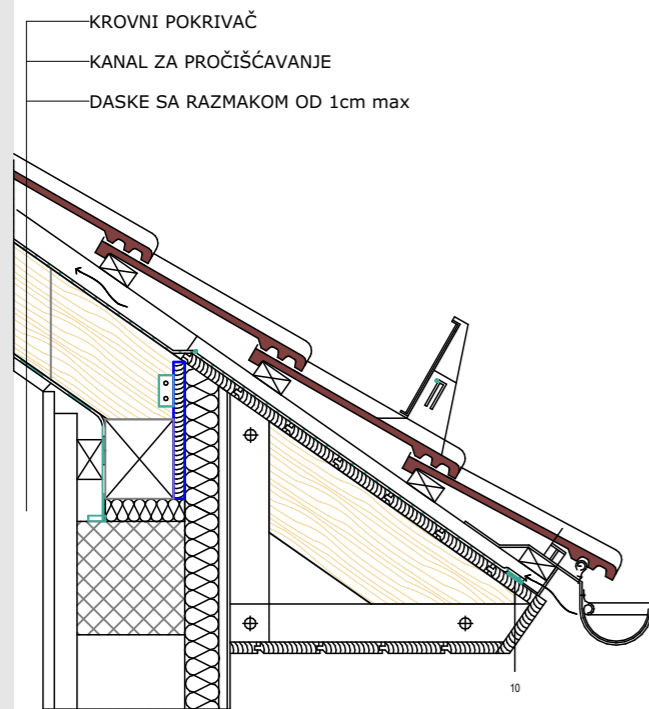 KROVNI POKRIVAČ
KANAL ZA PROČIŠĆAVANJE
DASKE SA RAZMAKOM OD 1cm max
10